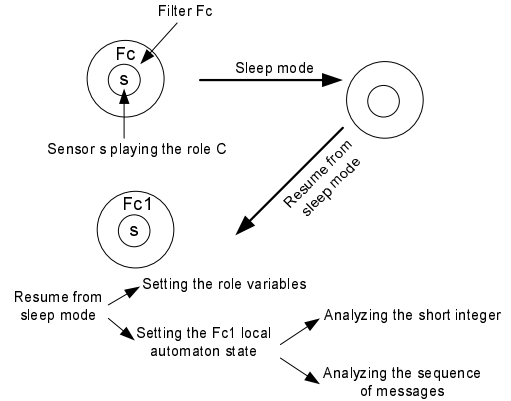 Filter Fc
Fc
s
Sleep mode
Sensor s playing the role C
Resume from
sleep mode
Fc1
s
Setting the role variables
Resume from
sleep mode
Setting the Fc1 local
automaton state
Analyzing the short integer
Analyzing the sequence
of messages